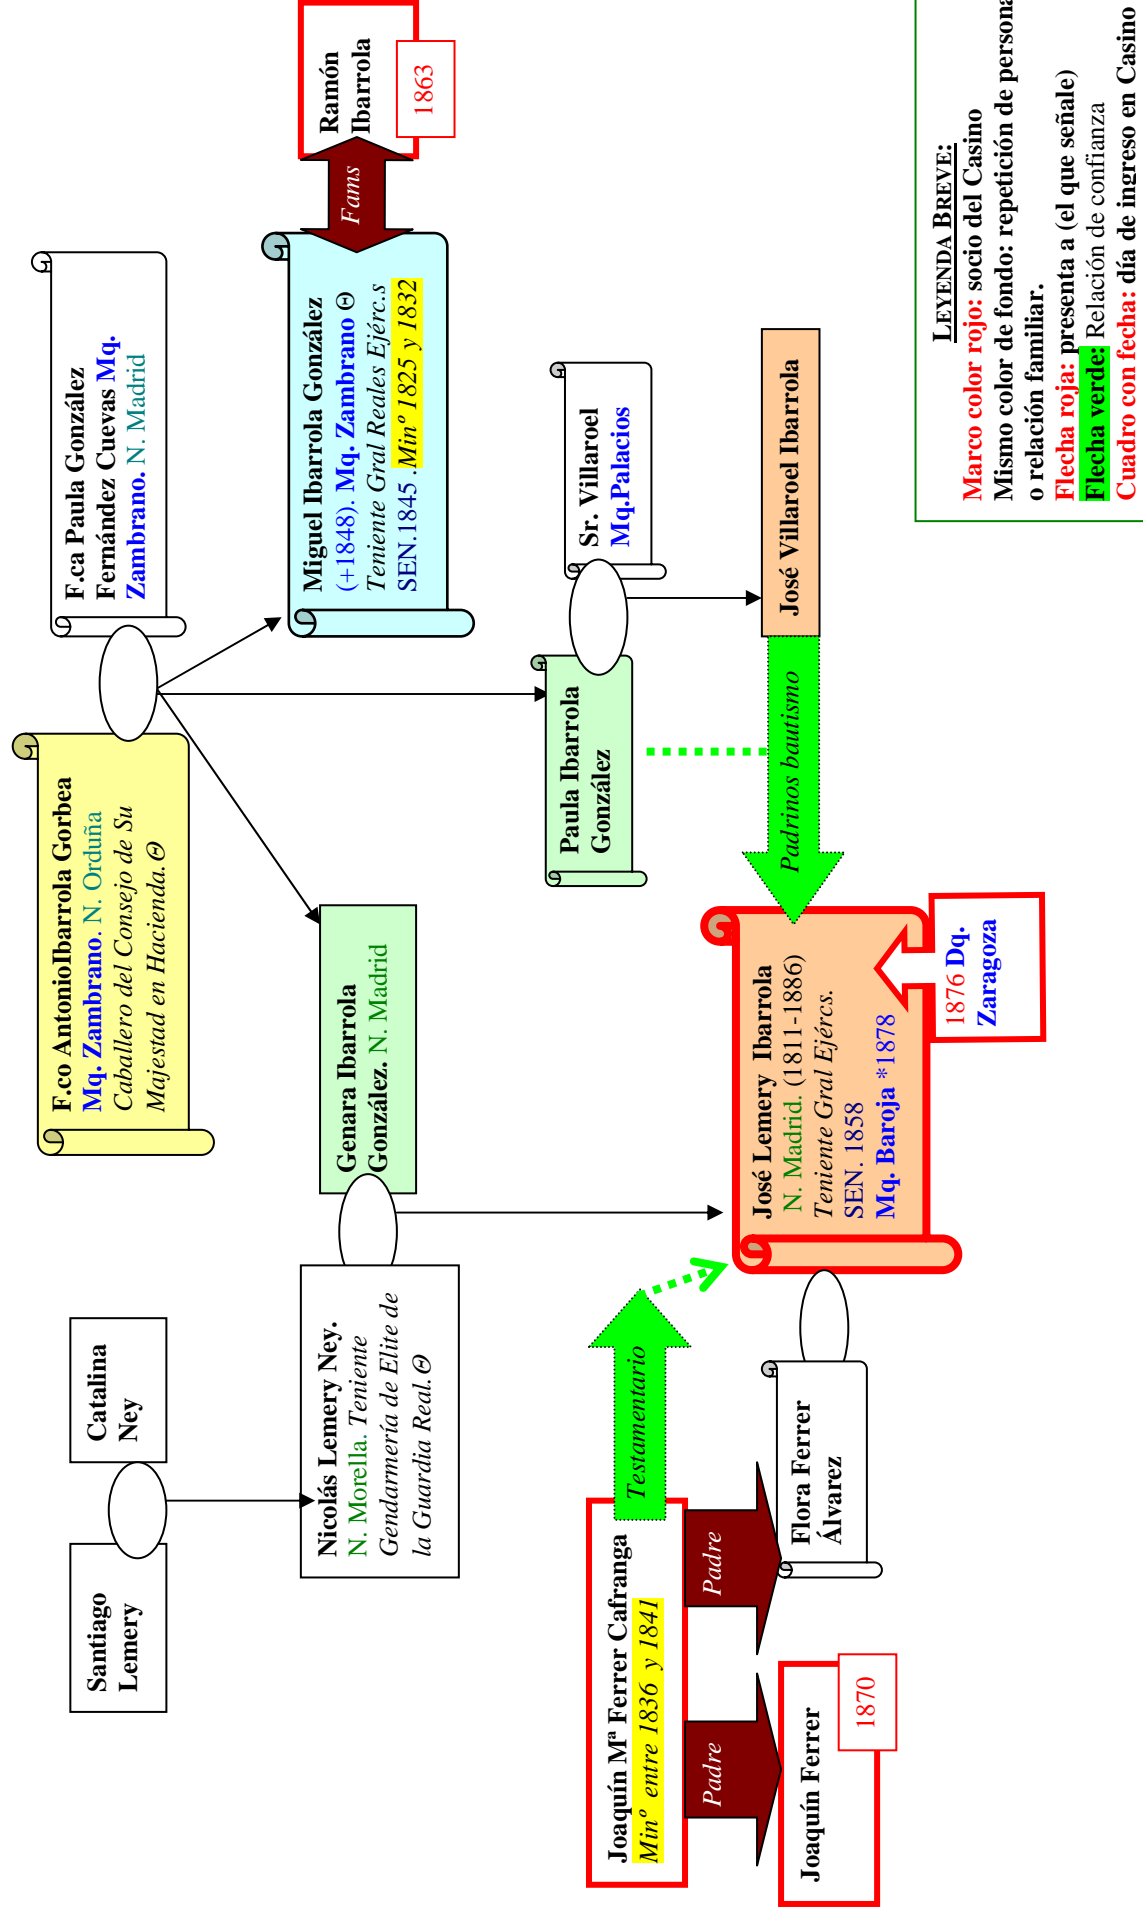 Santiago
Lemery
Catalina
Ney
F.co AntonioIbarrola Gorbea
Mq. Zambrano. N. Orduña
Caballero del Consejo de Su
Majestad en Hacienda.Θ
F.ca Paula González
Fernández Cuevas Mq.
Zambrano. N. Madrid
Nicolás Lemery Ney.
N. Morella. Teniente
Gendarmería de Elite de
la Guardia Real.Θ
Genara Ibarrola
González. N. Madrid
Miguel Ibarrola González
(+1848). Mq. Zambrano Θ
Teniente Gral Reales Ejérc.s
SEN.1845 .Minº 1825 y 1832
Fams
Ramón
Ibarrola
1863
Paula Ibarrola
González
Sr. Villaroel
Mq.Palacios
Joaquín Mª Ferrer Cafranga
Minº entre 1836 y 1841
Testamentario
Padre
Padre
Joaquín Ferrer
1870
Flora Ferrer
Álvarez
José Lemery Ibarrola
N. Madrid. (1811-1886)
Teniente Gral Ejércs.
SEN. 1858
Mq. Baroja *1878
1876 Dq.
Zaragoza
Padrinos bautismo
José Villaroel Ibarrola
LEYENDA BREVE:
Marco color rojo: socio del Casino
Mismo color de fondo: repetición de persona
o relación familiar.
Flecha roja: presenta a (el que señale)
Flecha verde: Relación de confianza
Cuadro con fecha: día de ingreso en Casino